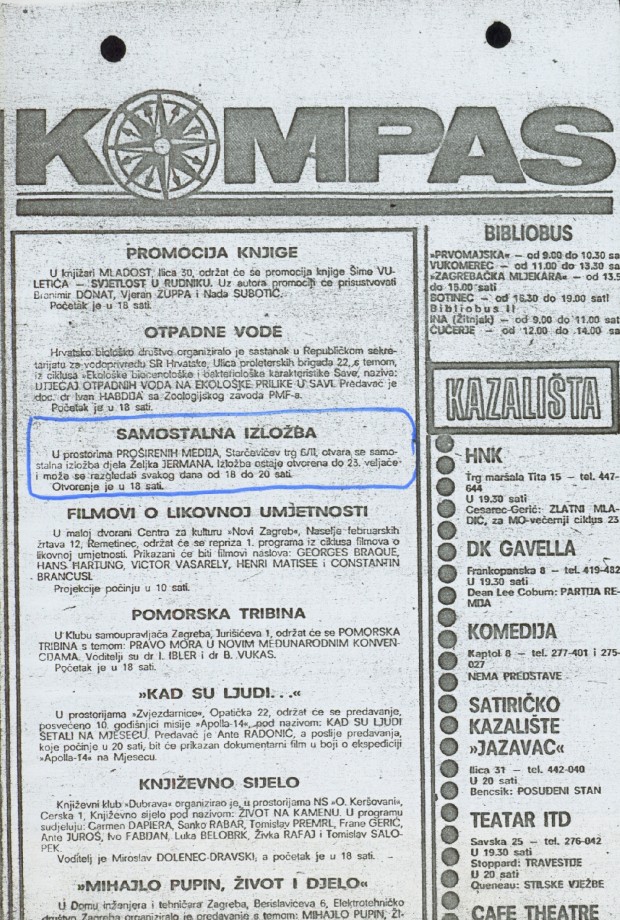 KOMPAS
PROMOCIJA KNJIGE
U knjižari MLADOST, Ilica 30, održat će se promocija knjige Šime VU-
LETIĆA — SVJETLOST U RUDNIKU. Uz autora promociji će prisustvovati
Branimir DONAT, Vjeran ZUPPA i Nada SUBOTIĆ.
Početak je u 18 sati.
OTPADNE VODE
Hrvatsko biološko društvo organiziralo je sastanak u Republičkom sekre-
tarijatu za vodoprivredu SR Hrvatske, Ulica proleterskih brigada 22, s temom,
iz ciklusa »Ekološke biocenološke i bakteriološke karakteristike Save, naziva:
UTJECAJ OTPADNIH VODA NA EKOLOŠKE PRILIKE U SAVI. Predavač je
doc. dr Ivan HABDIJA sa Zoologijskog zavoda PMF-a.
Početak je u 18 sati.
SAMOSTALNA IZLOŽBA
U prostorima PROŠIRENIH MEDIJA, Starčevićev trg 6/II, otvara se samo-
stalna izložba djela Željka JERMANA. Izložba ostaje otvorena do 23. veljače
i može se razgledati svakog dana od 18 do 20 sati.
Otvorenje je u 18 sati.
FILMOVI O LIKOVNOJ UMJETNOSTI
U maloj dvorani Centra za kulturu »Novi Zagreb«, Naselje februarskih
žrtava 12, Remetinec, održat će se repriza 1. programa iz ciklusa filmova o
likovnoj umjetnosti. Prikazani će biti filmovi naslova: GEORGES BRAQUE,
HANS HARTUNG, VICTOR VASARELY, HENRI MATISEE i CONSTANTIN
BRANCUSI.
Projekcije počinju u 10 sati.
POMORSKA TRIBINA
U Klubu samoupravljača Zagreba, Jurišićeva 1, održat će se POMORSKA
TRIBINA s temom: PRAVO MORA U NOVIM MEĐUNARODNIM KONVEN-
CIJAMA. Voditelji su dr I. IBLER i dr B. VUKAS.
Početak je u 18 sati.
»KAD SU LJUDI. . .«
U prostorijama »Zvjezdarnice«, Opatička 22, održat će se predavanje,
posvećeno 10. godišnjici misije »Apolla-14«, pod nazivom: KAD SU LJUDI
ŠETALI NA MJESECU. Predavač je Ante RADONIĆ, a poslije predavanja,
koje počinje u 20 sati, bit će prikazan dokumentarni film u boji o ekspediciji
»Apolla-14« na Mjesecu.
KNJIŽEVNO SIJELO
Književni klub »Dubrava« organizirao je, u prostorijama NS »O. Keršovani,
Cerska 1, Književno sijelo pod nazivom: ŽIVOT NA KAMENU. U programu
sudjeluju: Carmen DAPIERA, Sanko RABAR, Tomislav PREMRL, Frane GERIĆ,
Ante JUROŠ, Ivo FABIJAN, Luka BELOBRK, Živka RAFAJ i Tomislav SALO-
PEK.
Voditelj je Miroslav DOLENEC-DRAVSKI, a početak je u 18 sati.
»MIHAJLO PUPIN, ŽIVOT I DJELO«
U Domu inženjera i tehničara Zagreba, Berislavićeva 6, Elektrotehničko
društvo Zagreba organiziralo je predavanje s temom: MIHAJLO PUPIN, ŽI-
BIBLIOBUS
»PRVOMAJSKA« — od 9.00 do 10.30 sa
VUKOMEREC — od 11.00 do 13.30 sa
»ZAGREBAČKA MLJEKARA« — od 13.5
do 15.00 sati
BOTINEC — od 16.30 do 19.00 sati
Bibliobus II
INA (Žitnjak) — od 9.00 do 11.00 sat
ČUČERJE — od 12.00 do 14.00 sa
KAZALIŠTA
HNK
Trg maršala Tita 15 — tel. 447-
644
U 19.30 sati
Cesarec-Gerić: ZLATNI MLA-
DIĆ, za MO-večernji ciklus 23
DK GAVELLA
Frankopanska 8 — tel. 419-482
U 19.30 sati
Dean Lee Coburn: PARTIJA RE-
MIJA
KOMEDIJA
Kaptol 8 — tel. 277-401 i 275-
027
NEMA PREDSTAVE
SATIRIČKO
KAZALIŠTE
»JAZAVAC«
Ilica 31 — tel. 442-040
U 20 sati
Bencsik: POSUĐENI STAN
TEATAR ITD
Savska 25 — tel. 276-042
U 19.30 sati
Stoppard: TRAVESTIJE
U 20 sati
Queneau: STILSKE VJEŽBE
CAFE THEATRE